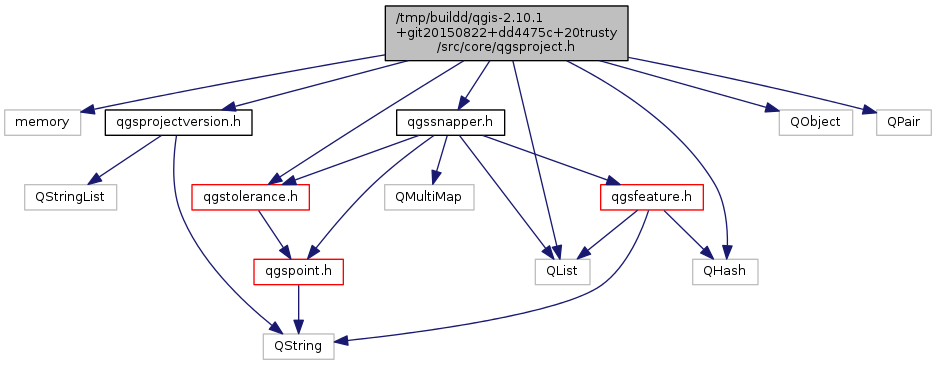 /tmp/buildd/qgis-2.10.1
+git20150822+dd4475c+20trusty
/src/core/qgsproject.h
memory
qgsprojectversion.h
qgssnapper.h
QObject
QPair
QStringList
qgstolerance.h
QMultiMap
qgsfeature.h
qgspoint.h
QList
QHash
QString